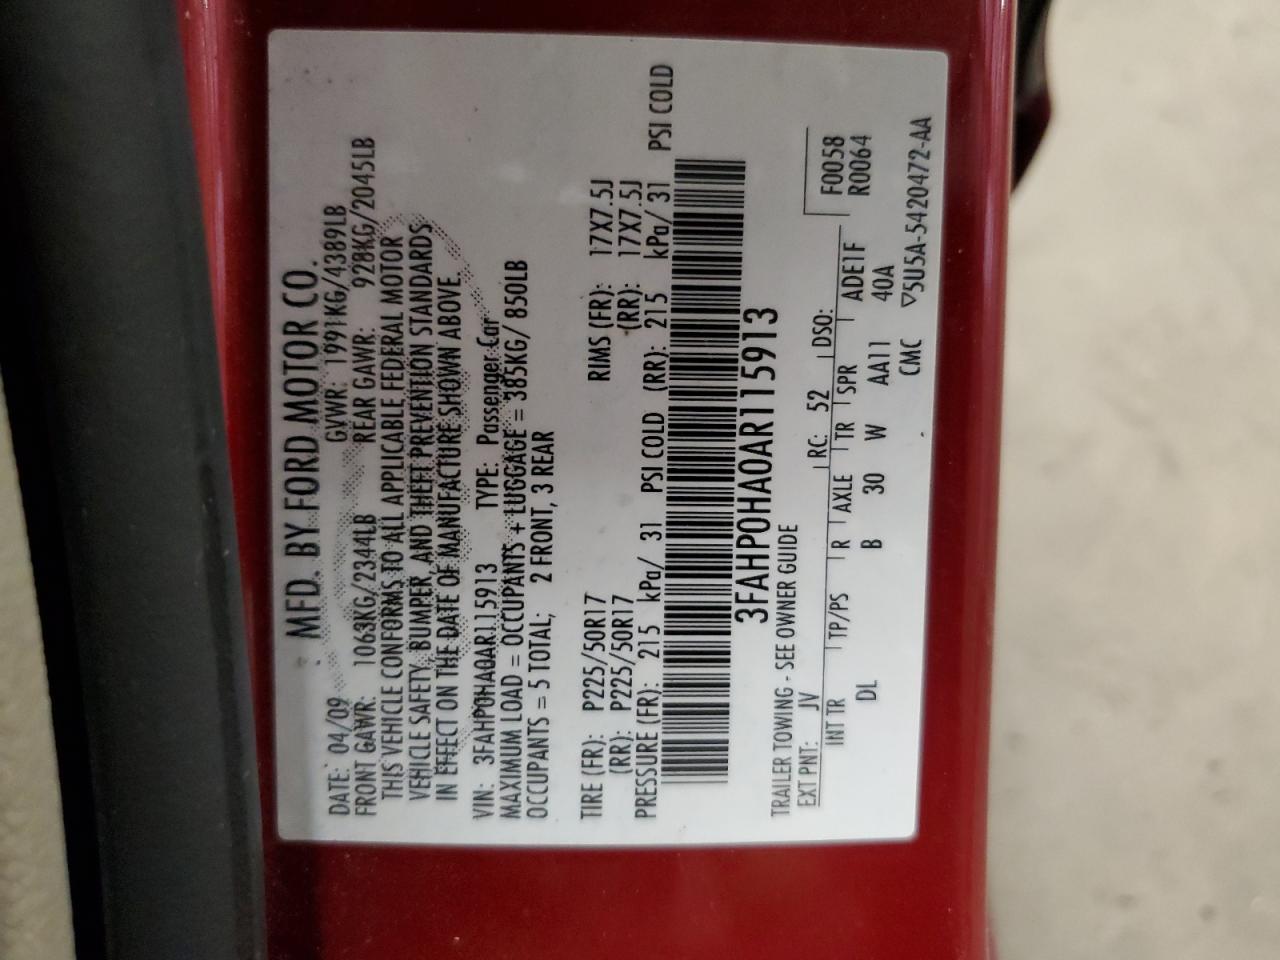 MFD. BY FORD MOTOR CO.
DATE: 04/09 GVWR: 1991KG/4389LB
FRONT GAWR: 1063KG/2344LB REAR GAWR: 928KG/2045LB
THIS VEHICLE CONFORMS TO ALL APPLICABLE FEDERAL MOTOR
VEHICLE SAFETY, BUMPER, AND THEFT PREVENTION STANDARDS
IN EFFECT ON THE DATE OF MANUFACTURE SHOWN ABOVE.
VIN: 3FAHP0HA0AR115913 TYPE: Passenger Car
MAXIMUM LOAD = OCCUPANTS + LUGGAGE = 385KG/ 850LB
OCCUPANTS = 5 TOTAL; 2 FRONT, 3 REAR
TIRE (FR): P225/50R17 RIMS (FR): 17X7.5J
(RR): P225/50R17 (RR): 17X7.5J
PRESSURE (FR): 215 kPa/ 31 PSI COLD (RR): 215 kPa/ 31 PSI COLD
3FAHP0HA0AR115913
TRAILER TOWING - SEE OWNER GUIDE
EXT PNT: JV RC: 52 DSO: F0058
INT TR TP/PS R AXLE TR SPR ADE1F R0064
DL B 30 W AA11 40A
CMC ▽5U5A-5420472-AA